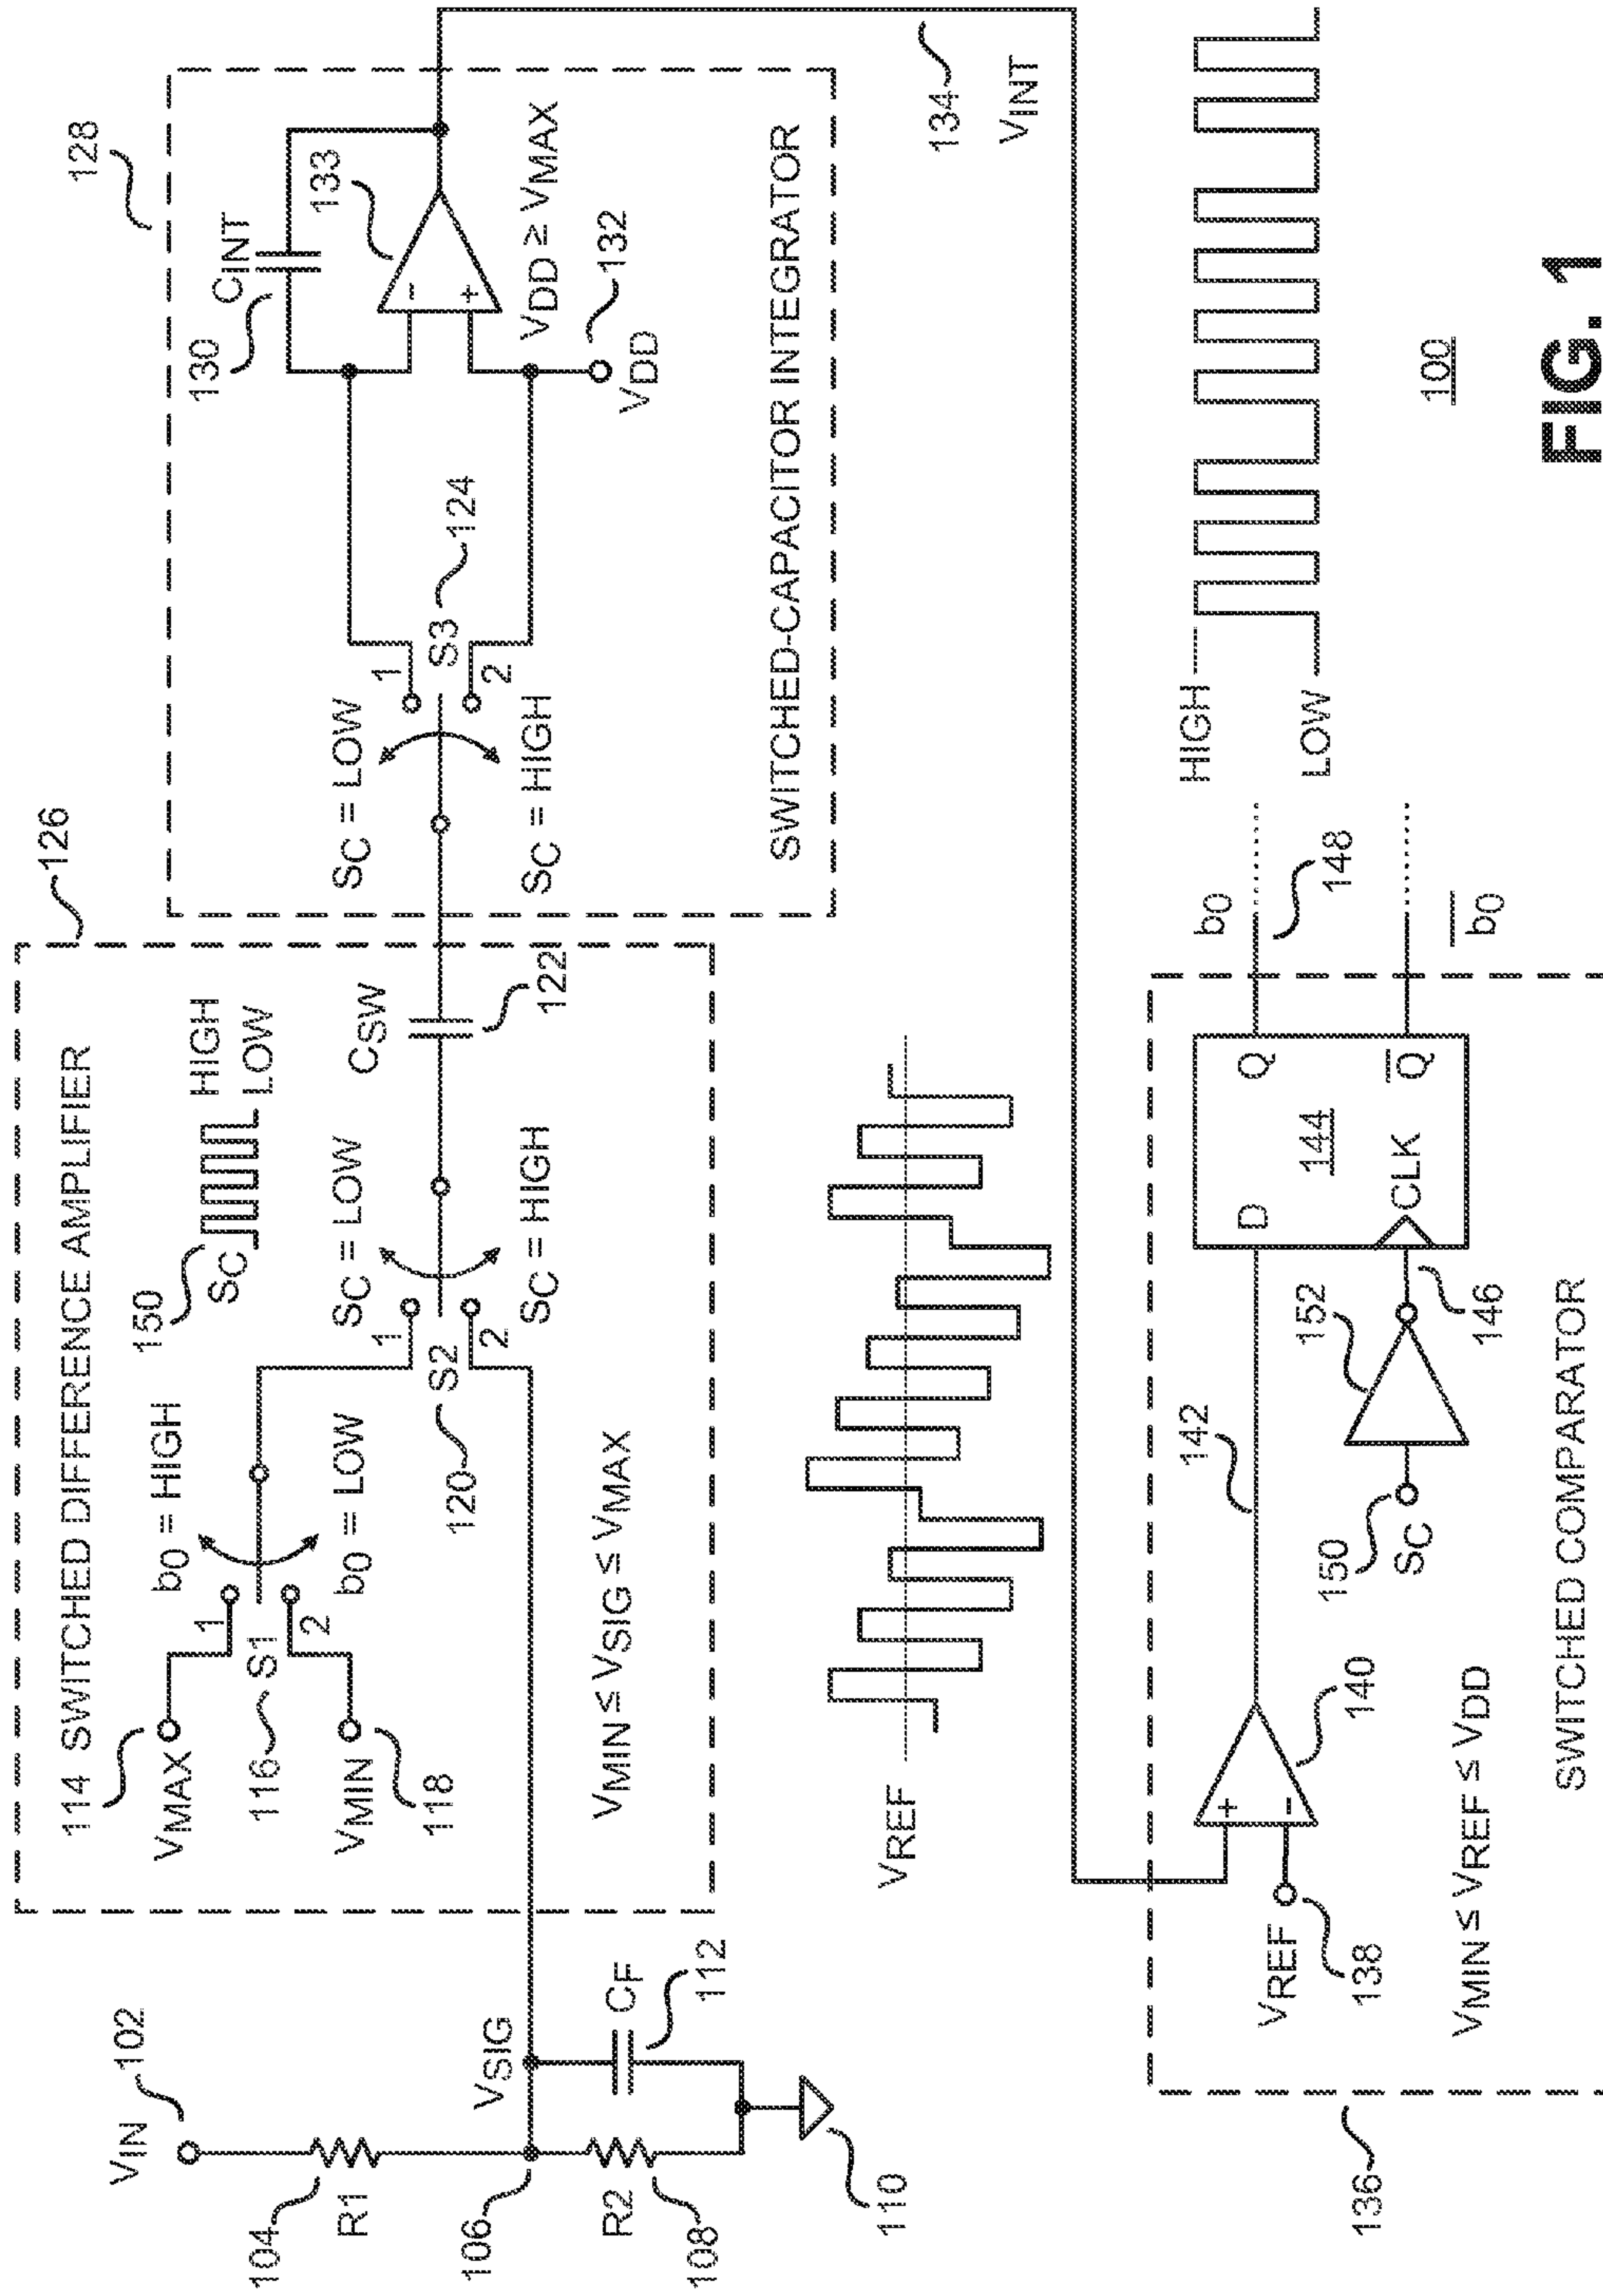 126
SWITCHED DIFFERENCE AMPLIFIER
114
VMAX
1
b0 = HIGH
S1
116
2
b0 = LOW
VMIN
118
150
SC
HIGH
LOW
SC = LOW
1
S2
120
2
SC = HIGH
CSW
122
VMIN ≤ VSIG ≤ VMAX
128
CINT
130
133
-
+
SC = LOW
1
S3
124
2
SC = HIGH
VDD ≥ VMAX
132
VDD
SWITCHED-CAPACITOR INTEGRATOR
134
VINT
VIN
102
104
R1
106
VSIG
R2
108
CF
112
110
VREF
136
VREF
138
+
-
140
142
150
SC
152
146
D
Q
144
CLK
Q
b0
148
b0
VMIN ≤ VREF ≤ VDD
SWITCHED COMPARATOR
HIGH
LOW
100
FIG. 1